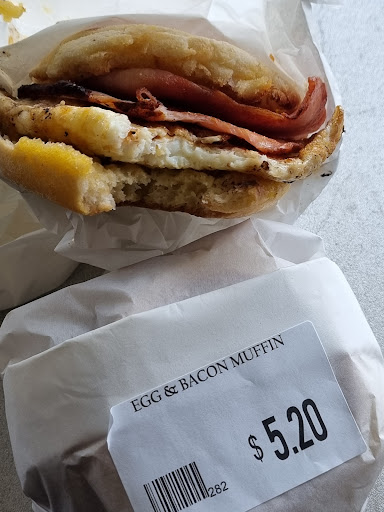 EGG & BACON MUFFIN
$ 5.20
282